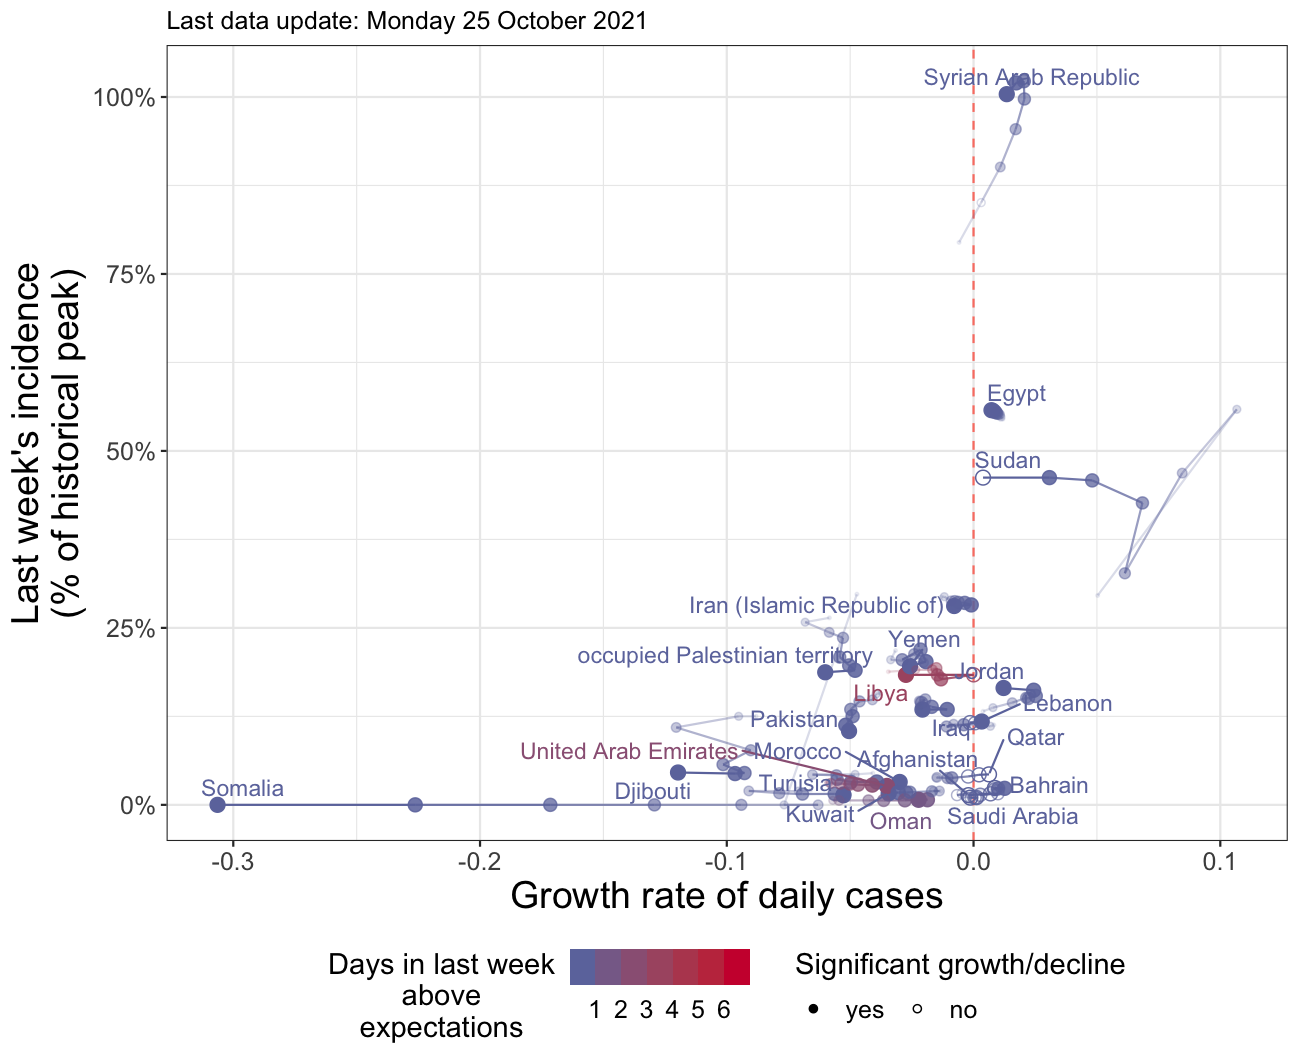 Last data update: Monday 25 October 2021
Last week's incidence
(% of historical peak)
100%
75%
50%
25%
0%
Syrian Arab Republic
Egypt
Sudan
Iran (Islamic Republic of)
Yemen
occupied Palestinian territory
Jordan
Libya
Lebanon
Pakistan
Iraq
Qatar
United Arab Emirates
Morocco
Afghanistan
Somalia
Djibouti
Tunisia
Bahrain
Kuwait
Oman
Saudi Arabia
-0.3
-0.2
-0.1
0.0
0.1
Growth rate of daily cases
Days in last week
above
expectations
1 2 3 4 5 6
Significant growth/decline
yes
no